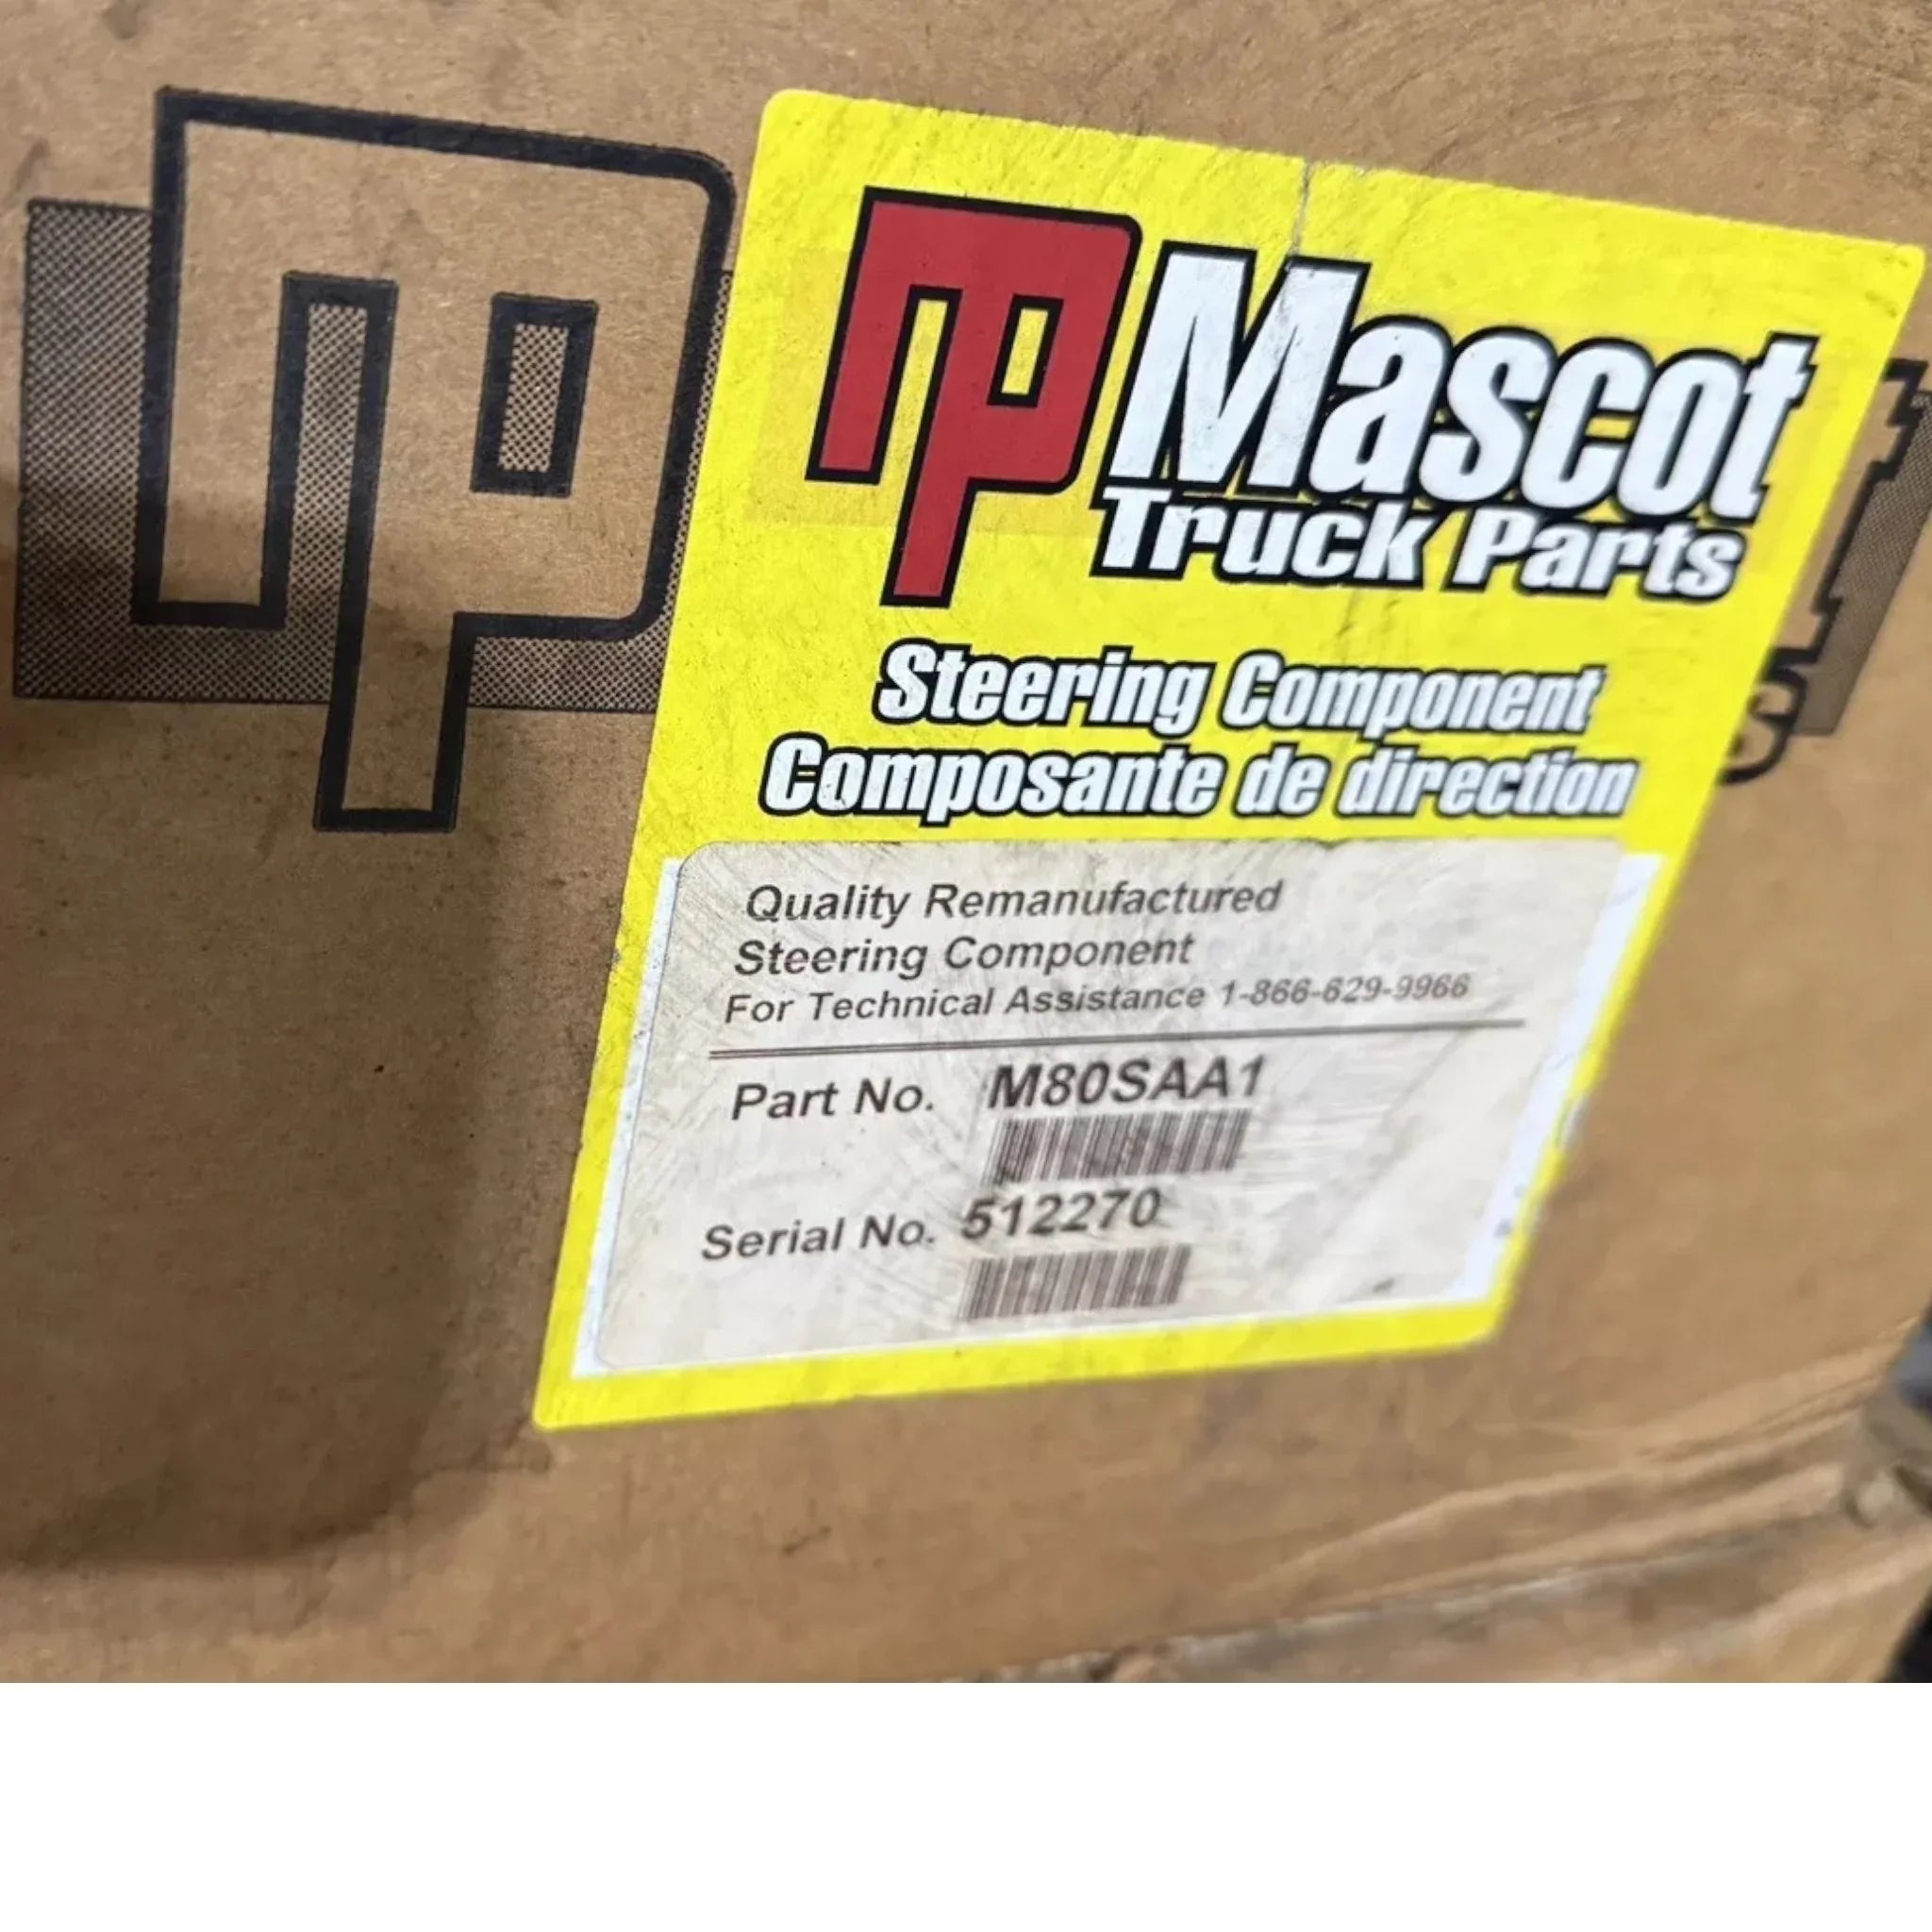 Mascot
Truck Parts
Steering Component
Composante de direction
Quality Remanufactured
Steering Component
For Technical Assistance 1-866-629-9966
Part No. M80SAA1
Serial No. 512270